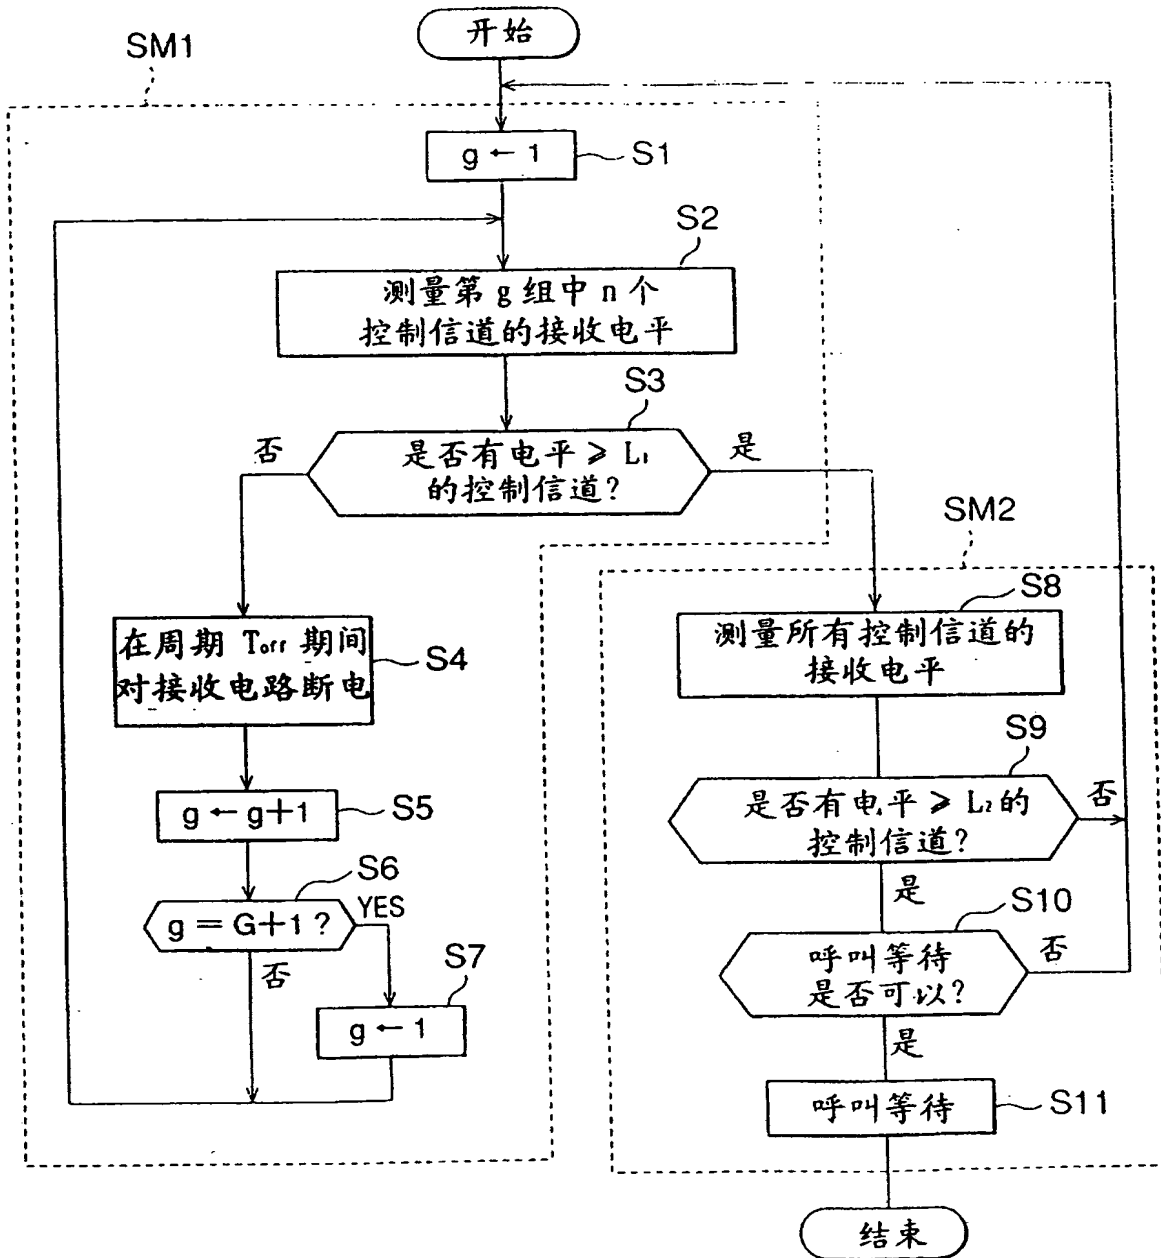 开始
SM1
g ← 1
S1
S2
测量第 g 组中 n 个
控制信道的接收电平
S3
否
是否有电平 ⩾ L₁
的控制信道?
是
SM2
S8
测量所有控制信道的
接收电平
在周期 Toff 期间
对接收电路断电
S4
S9
是否有电平 ⩾ L₂ 的
控制信道?
否
是
g ← g+1
S5
S6
g = G+1 ?
YES
否
S7
g ← 1
S10
呼叫等待
是否可以?
否
是
呼叫等待
S11
结束